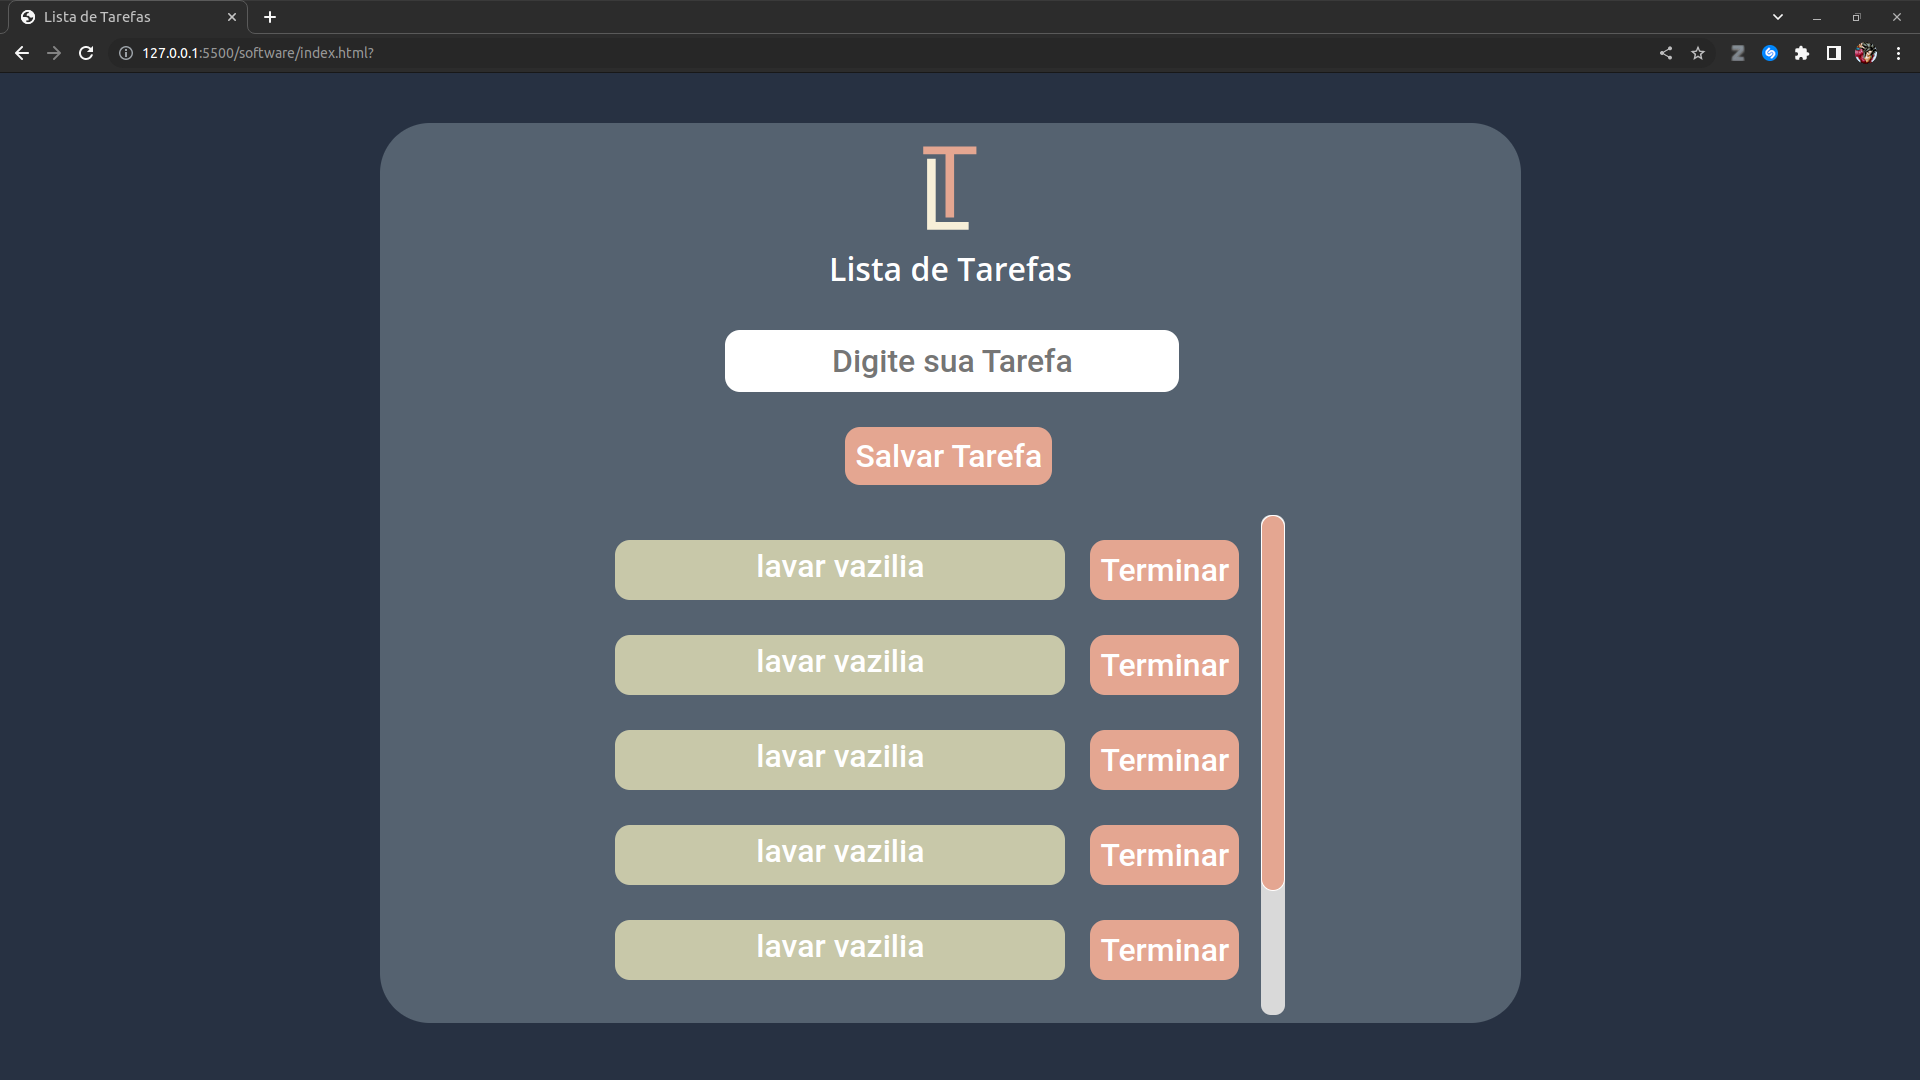 Lista de Tarefas
127.0.0.1:5500/software/index.html?
LT
Lista de Tarefas
Digite sua Tarefa
Salvar Tarefa
lavar vazilia Terminar
lavar vazilia Terminar
lavar vazilia Terminar
lavar vazilia Terminar
lavar vazilia Terminar